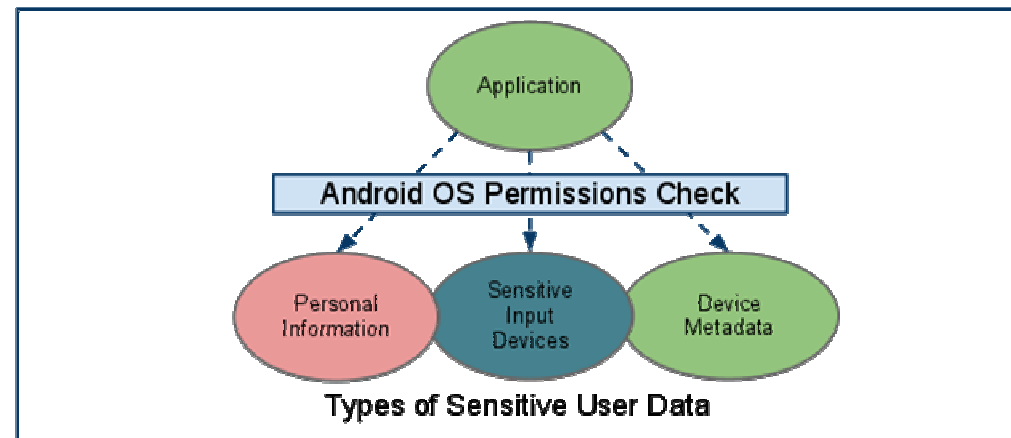 Application
Android OS Permissions Check
Personal
Information
Sensitive
Input
Devices
Device
Metadata
Types of Sensitive User Data